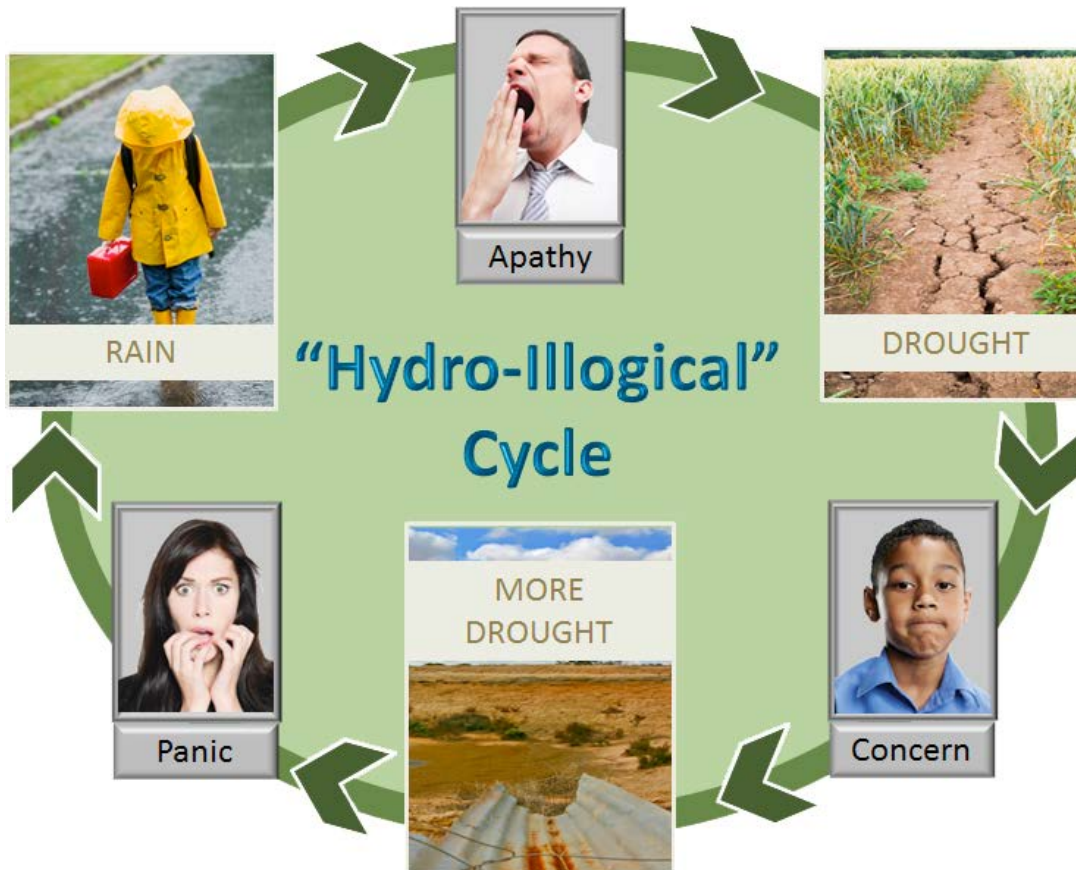 Apathy
RAIN
DROUGHT
“Hydro-Illogical”
Cycle
MORE
DROUGHT
Panic
Concern